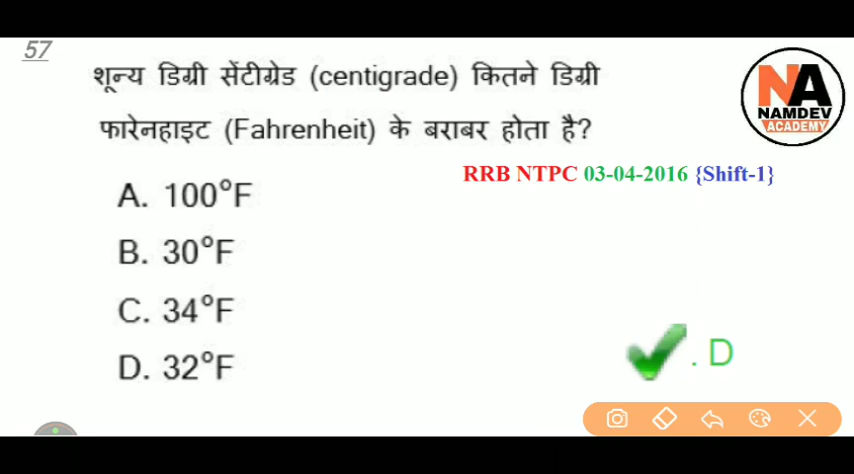 57
शून्य डिग्री सेंटीग्रेड (centigrade) कितने डिग्री
फारेनहाइट (Fahrenheit) के बराबर होता है?
NA
NAMDEV
ACADEMY
RRB NTPC 03-04-2016 {Shift-1}
A. 100°F
B. 30°F
C. 34°F
D. 32°F
. D